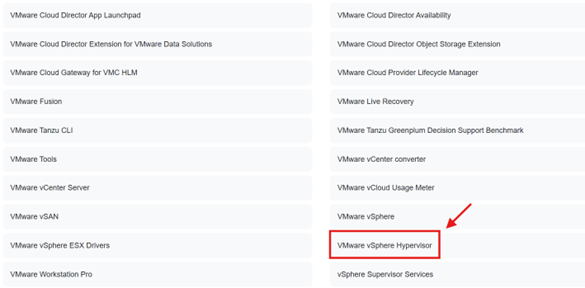 VMware Cloud Director App Launchpad
VMware Cloud Director Availability
VMware Cloud Director Extension for VMware Data Solutions
VMware Cloud Director Object Storage Extension
VMware Cloud Gateway for VMC HLM
VMware Cloud Provider Lifecycle Manager
VMware Fusion
VMware Live Recovery
VMware Tanzu CLI
VMware Tanzu Greenplum Decision Support Benchmark
VMware Tools
VMware vCenter converter
VMware vCenter Server
VMware vCloud Usage Meter
VMware vSAN
VMware vSphere
VMware vSphere ESX Drivers
VMware vSphere Hypervisor
VMware Workstation Pro
vSphere Supervisor Services